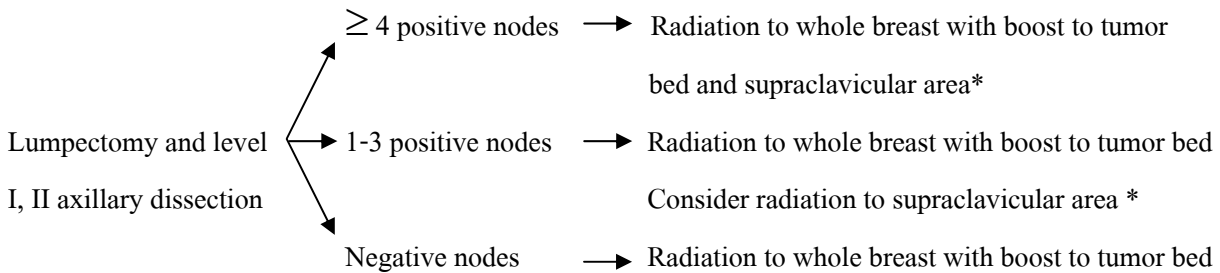 ≥ 4 positive nodes
Radiation to whole breast with boost to tumor
bed and supraclavicular area*
Lumpectomy and level
I, II axillary dissection
1-3 positive nodes
Radiation to whole breast with boost to tumor bed
Consider radiation to supraclavicular area *
Negative nodes
Radiation to whole breast with boost to tumor bed